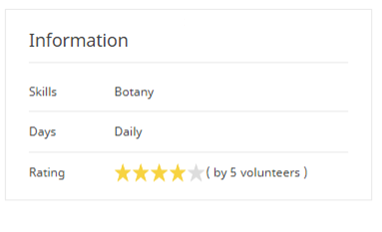 Information
Skills Botany
Days Daily
Rating ( by 5 volunteers )